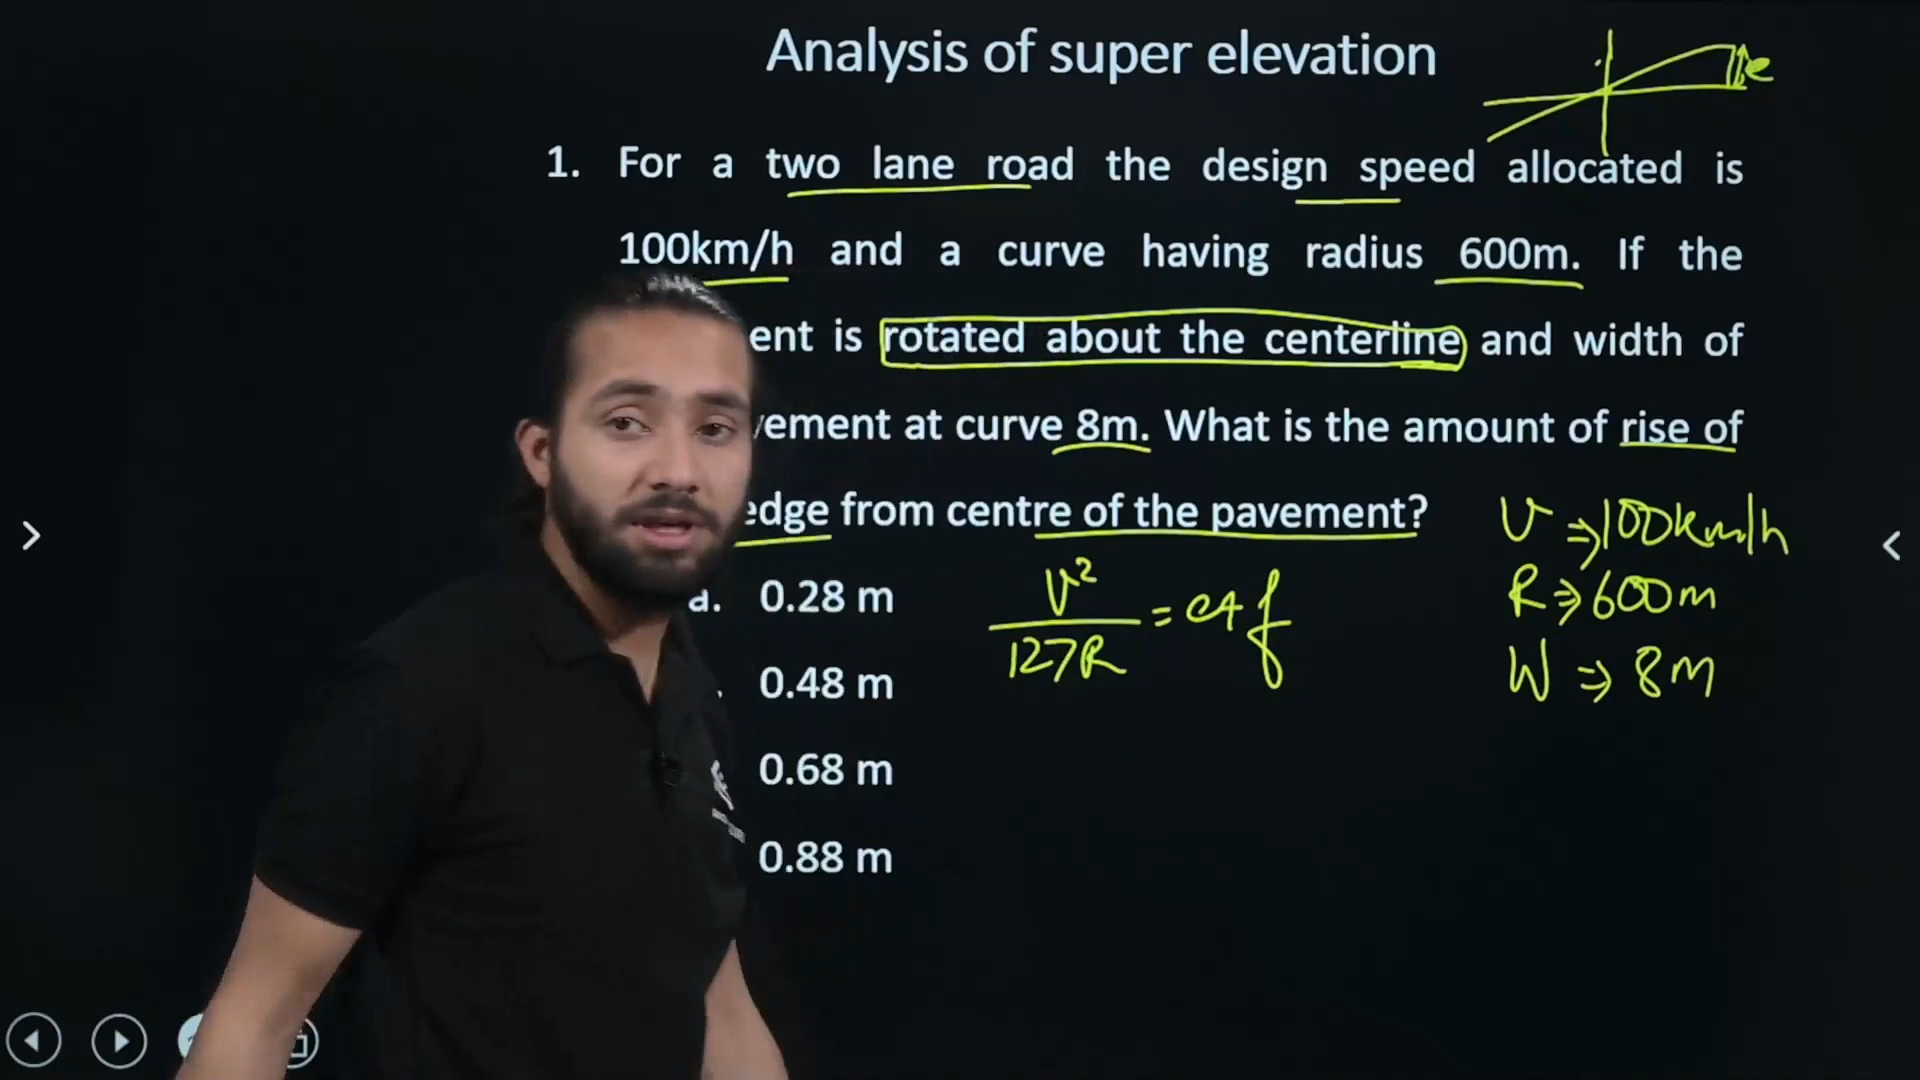 Analysis of super elevation
e
1. For a two lane road the design speed allocated is
100km/h and a curve having radius 600m. If the
ent is rotated about the centerline and width of
vement at curve 8m. What is the amount of rise of
edge from centre of the pavement?
V ⇒ 100km/h
a. 0.28 m
V²
127R
= e+f
R ⇒ 600m
0.48 m
W ⇒ 8m
0.68 m
0.88 m